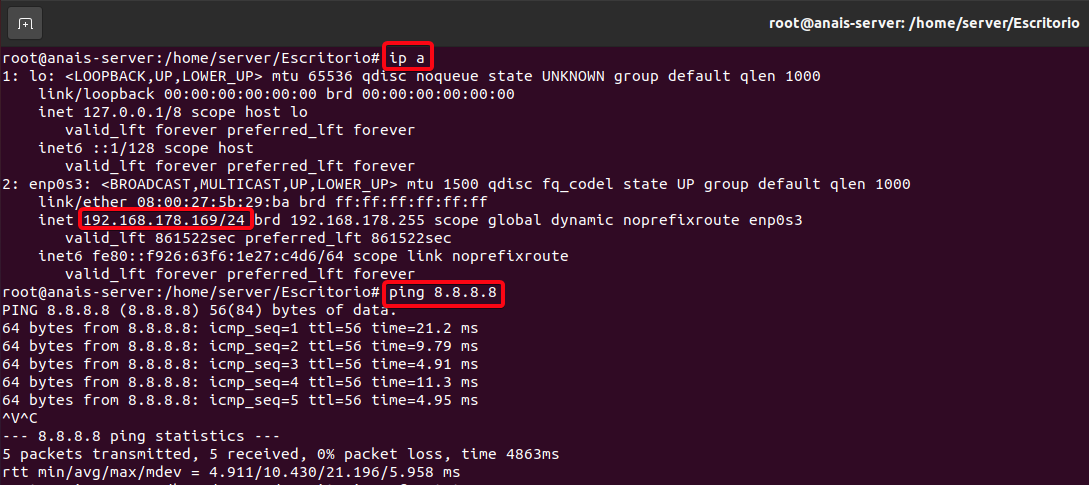 root@anais-server: /home/server/Escritorio
root@anais-server:/home/server/Escritorio# ip a
1: lo: <LOOPBACK,UP,LOWER_UP> mtu 65536 qdisc noqueue state UNKNOWN group default qlen 1000
    link/loopback 00:00:00:00:00:00 brd 00:00:00:00:00:00
    inet 127.0.0.1/8 scope host lo
       valid_lft forever preferred_lft forever
    inet6 ::1/128 scope host
       valid_lft forever preferred_lft forever
2: enp0s3: <BROADCAST,MULTICAST,UP,LOWER_UP> mtu 1500 qdisc fq_codel state UP group default qlen 1000
    link/ether 08:00:27:5b:29:ba brd ff:ff:ff:ff:ff:ff
    inet 192.168.178.169/24 brd 192.168.178.255 scope global dynamic noprefixroute enp0s3
       valid_lft 861522sec preferred_lft 861522sec
    inet6 fe80::f926:63f6:1e27:c4d6/64 scope link noprefixroute
       valid_lft forever preferred_lft forever
root@anais-server:/home/server/Escritorio# ping 8.8.8.8
PING 8.8.8.8 (8.8.8.8) 56(84) bytes of data.
64 bytes from 8.8.8.8: icmp_seq=1 ttl=56 time=21.2 ms
64 bytes from 8.8.8.8: icmp_seq=2 ttl=56 time=9.79 ms
64 bytes from 8.8.8.8: icmp_seq=3 ttl=56 time=4.91 ms
64 bytes from 8.8.8.8: icmp_seq=4 ttl=56 time=11.3 ms
64 bytes from 8.8.8.8: icmp_seq=5 ttl=56 time=4.95 ms
^V^C
--- 8.8.8.8 ping statistics ---
5 packets transmitted, 5 received, 0% packet loss, time 4863ms
rtt min/avg/max/mdev = 4.911/10.430/21.196/5.958 ms